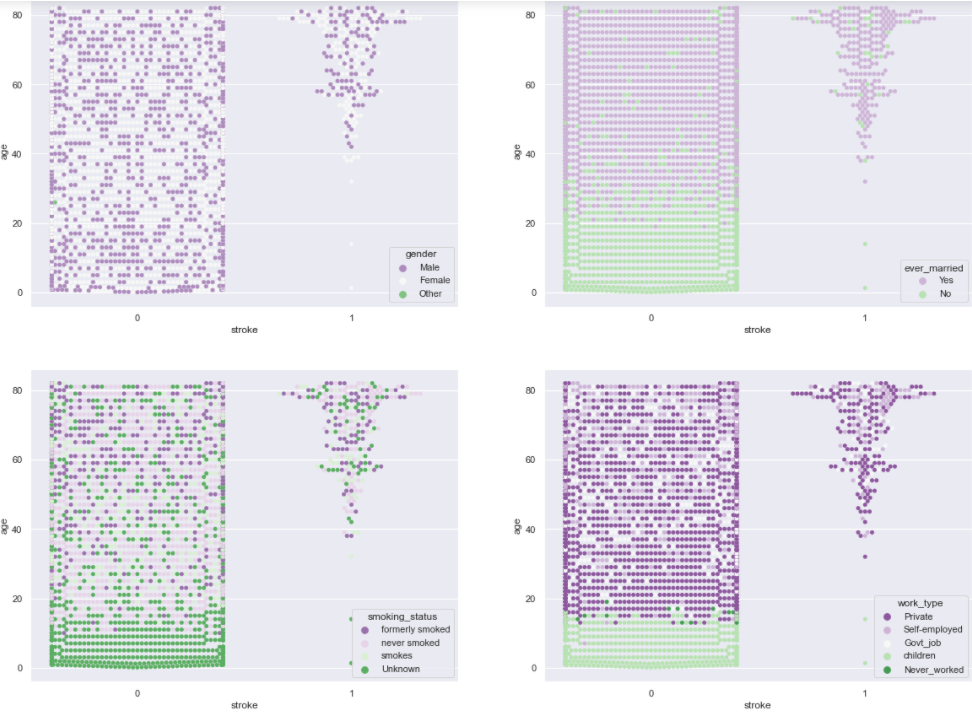 80
60
age
40
20
0
gender
Male
Female
Other
0
1
stroke
80
60
age
40
20
0
ever_married
Yes
No
0
1
stroke
80
60
age
40
20
0
smoking_status
formerly smoked
never smoked
smokes
Unknown
0
1
stroke
80
60
age
40
20
0
work_type
Private
Self-employed
Govt_job
children
Never_worked
0
1
stroke